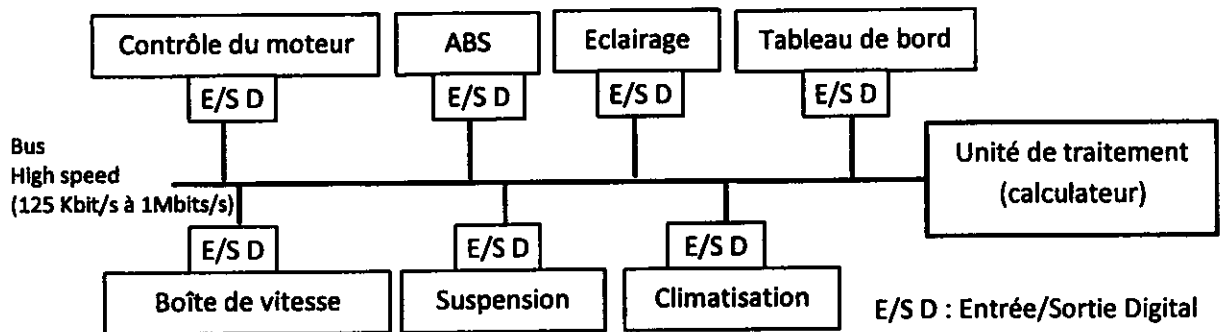 Contrôle du moteur
ABS
Eclairage
Tableau de bord
E/S D
E/S D
E/S D
E/S D
Bus
High speed
(125 Kbit/s à 1Mbits/s)
Unité de traitement
(calculateur)
E/S D
E/S D
E/S D
Boîte de vitesse
Suspension
Climatisation
E/S D : Entrée/Sortie Digital